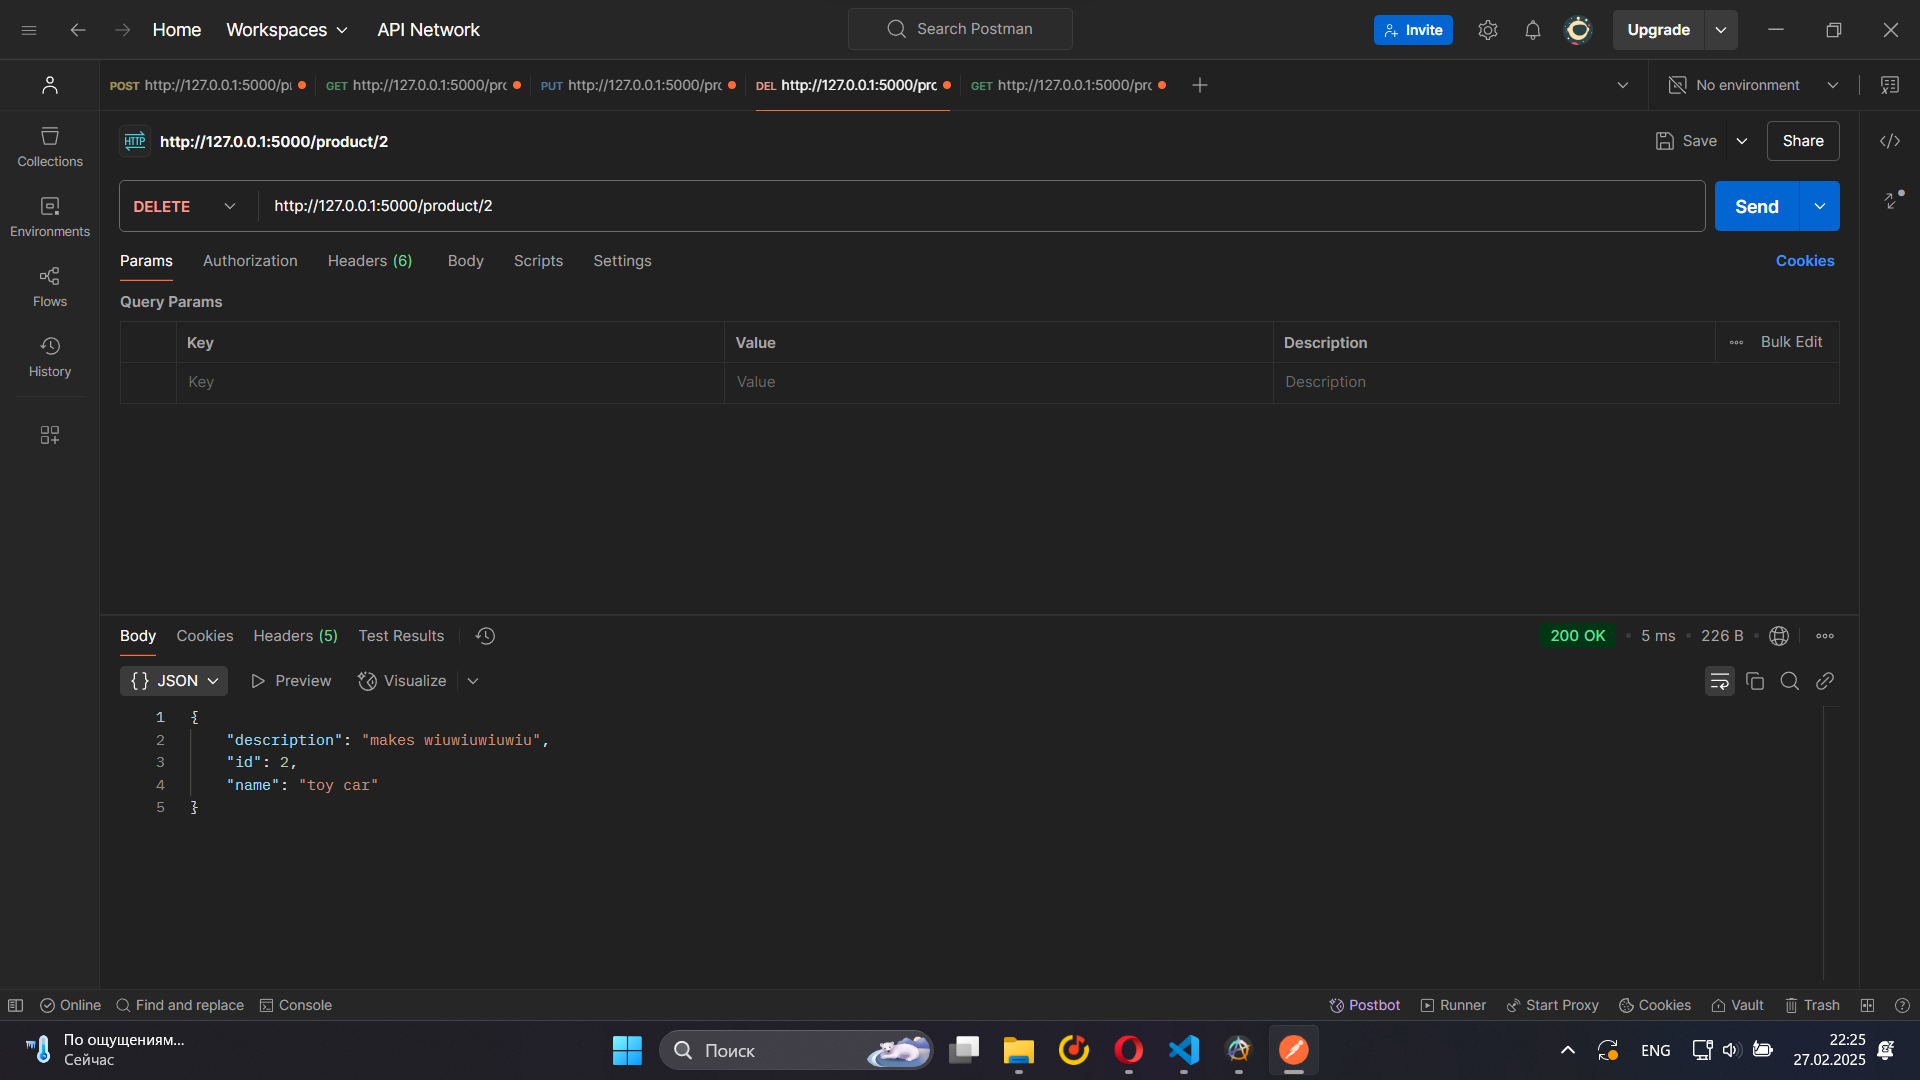 Home Workspaces API Network Search Postman Invite Upgrade
POST http://127.0.0.1:5000/pı GET http://127.0.0.1:5000/prc PUT http://127.0.0.1:5000/prc DEL http://127.0.0.1:5000/prc GET http://127.0.0.1:5000/prc No environment
HTTP http://127.0.0.1:5000/product/2 Save Share
Collections
DELETE http://127.0.0.1:5000/product/2 Send
Environments
Params Authorization Headers (6) Body Scripts Settings Cookies
Flows
Query Params
Key Value Description Bulk Edit
History
Key Value Description
Body Cookies Headers (5) Test Results 200 OK 5 ms 226 B
{} JSON Preview Visualize
1 {
2 "description": "makes wiuwiuwiuwiu",
3 "id": 2,
4 "name": "toy car"
5 }
Online Find and replace Console Postbot Runner Start Proxy Cookies Vault Trash
По ощущениям...
Сейчас
Поиск
ENG
22:25
27.02.2025